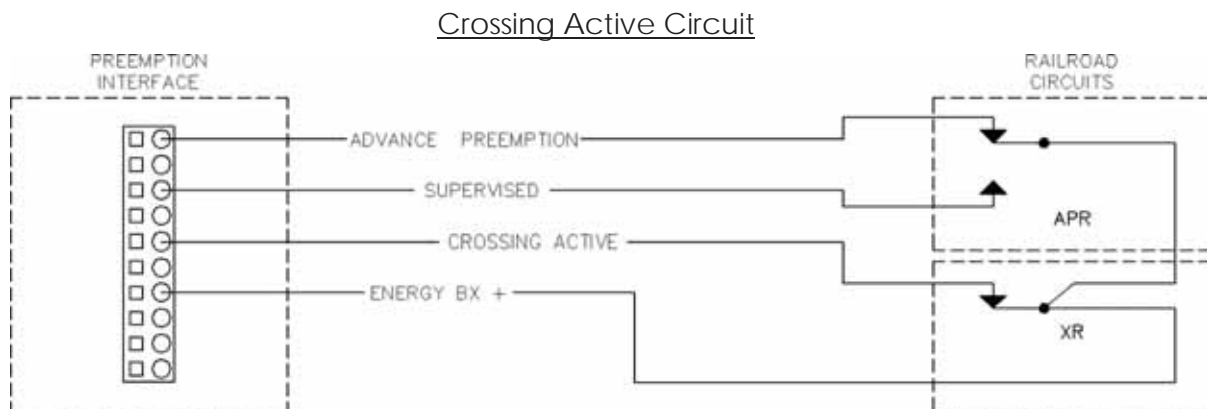 Crossing Active Circuit
PREEMPTION
INTERFACE
RAILROAD
CIRCUITS
ADVANCE PREEMPTION
SUPERVISED
APR
CROSSING ACTIVE
ENERGY BX +
XR